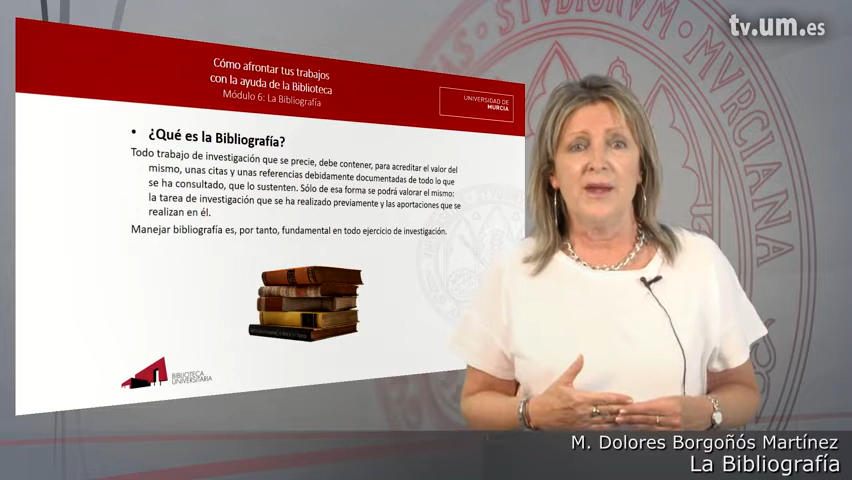 tv.um.es
STVDIORVM
MVRCIANA
Cómo afrontar tus trabajos
con la ayuda de la Biblioteca
Módulo 6: La Bibliografía
UNIVERSIDAD DE
MURCIA
• ¿Qué es la Bibliografía?
Todo trabajo de investigación que se precie, debe contener, para acreditar el valor del
mismo, unas citas y unas referencias debidamente documentadas de todo lo que
se ha consultado, que lo sustenten. Sólo de esa forma se podrá valorar el mismo:
la tarea de investigación que se ha realizado previamente y las aportaciones que se
realizan en él.
Manejar bibliografía es, por tanto, fundamental en todo ejercicio de investigación.
BIBLIOTECA
UNIVERSITARIA
M. Dolores Borgoñós Martínez
La Bibliografía